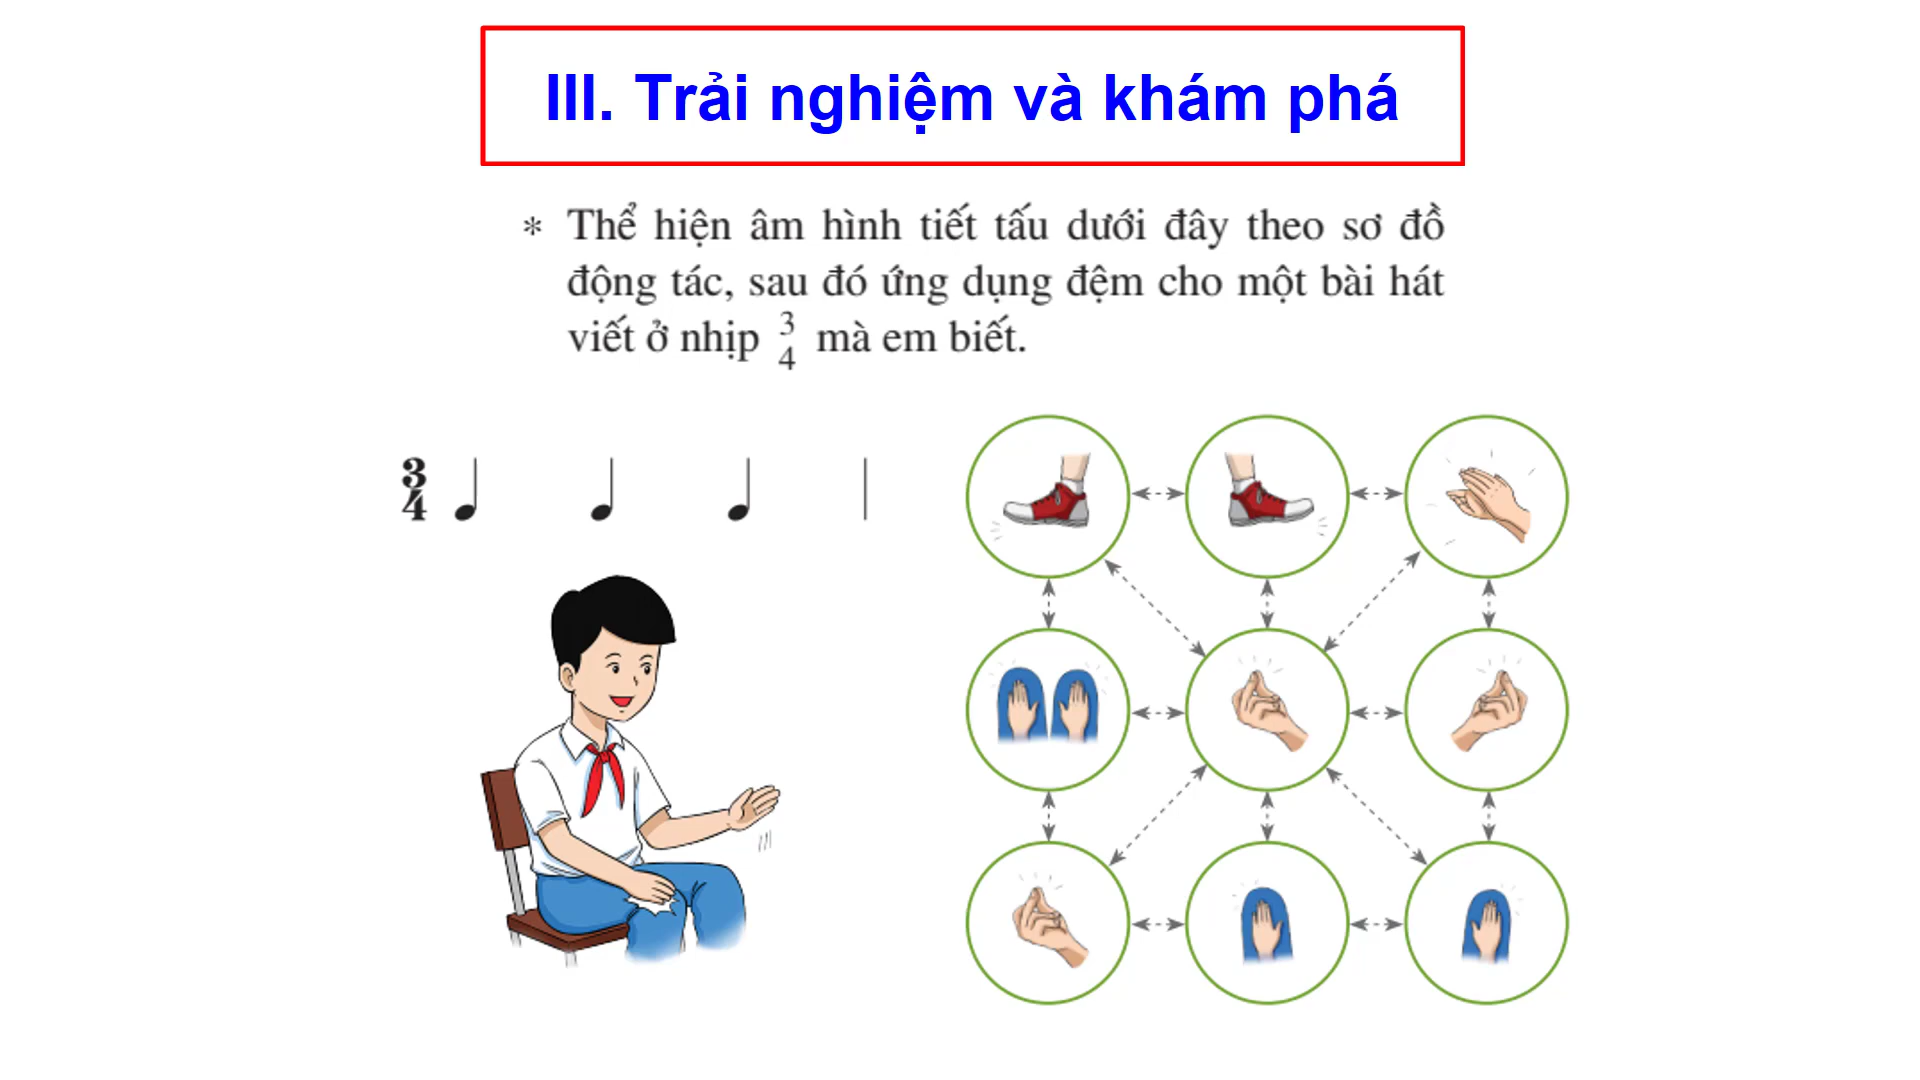 III. Trải nghiệm và khám phá
* Thể hiện âm hình tiết tấu dưới đây theo sơ đồ
động tác, sau đó ứng dụng đệm cho một bài hát
viết ở nhịp 3/4 mà em biết.
3
4